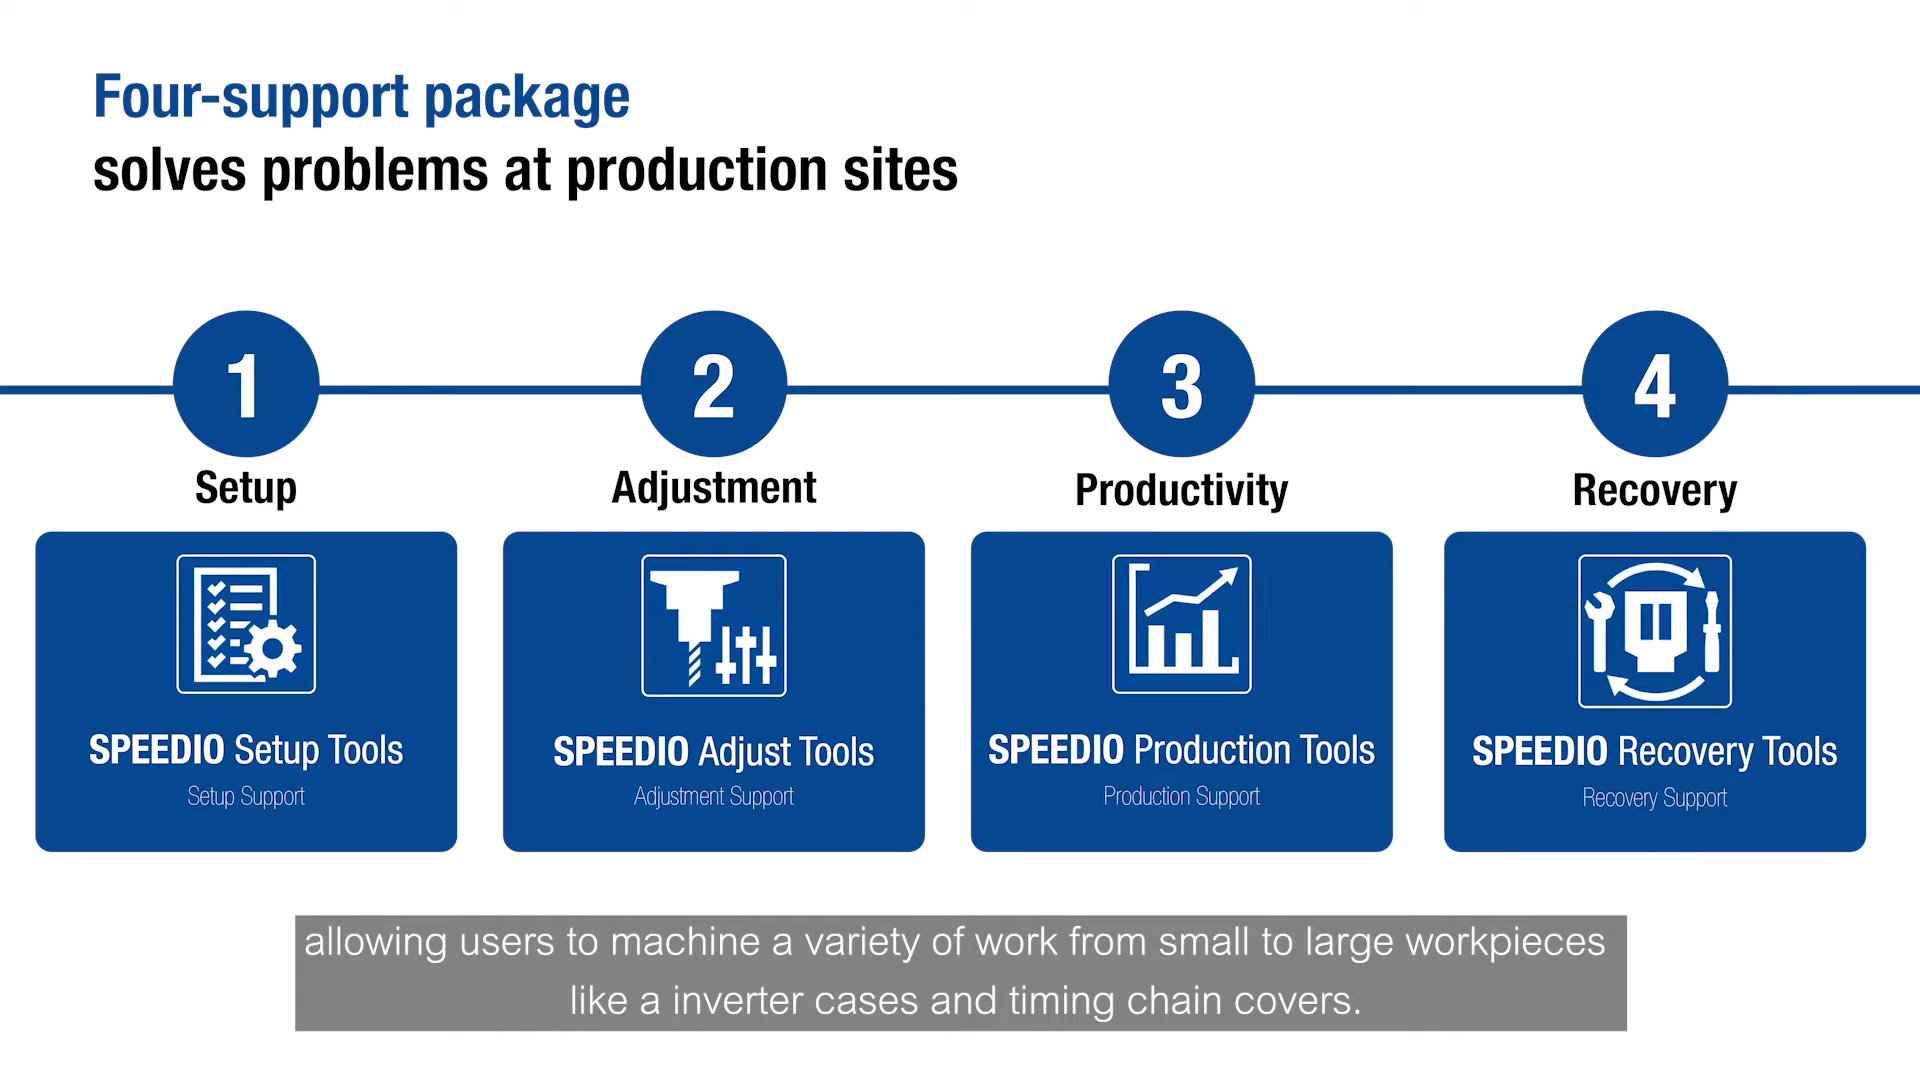 Four-support package
solves problems at production sites
1
2
3
4
Setup
Adjustment
Productivity
Recovery
SPEEDIO Setup Tools
Setup Support
SPEEDIO Adjust Tools
Adjustment Support
SPEEDIO Production Tools
Production Support
SPEEDIO Recovery Tools
Recovery Support
allowing users to machine a variety of work from small to large workpieces
like a inverter cases and timing chain covers.